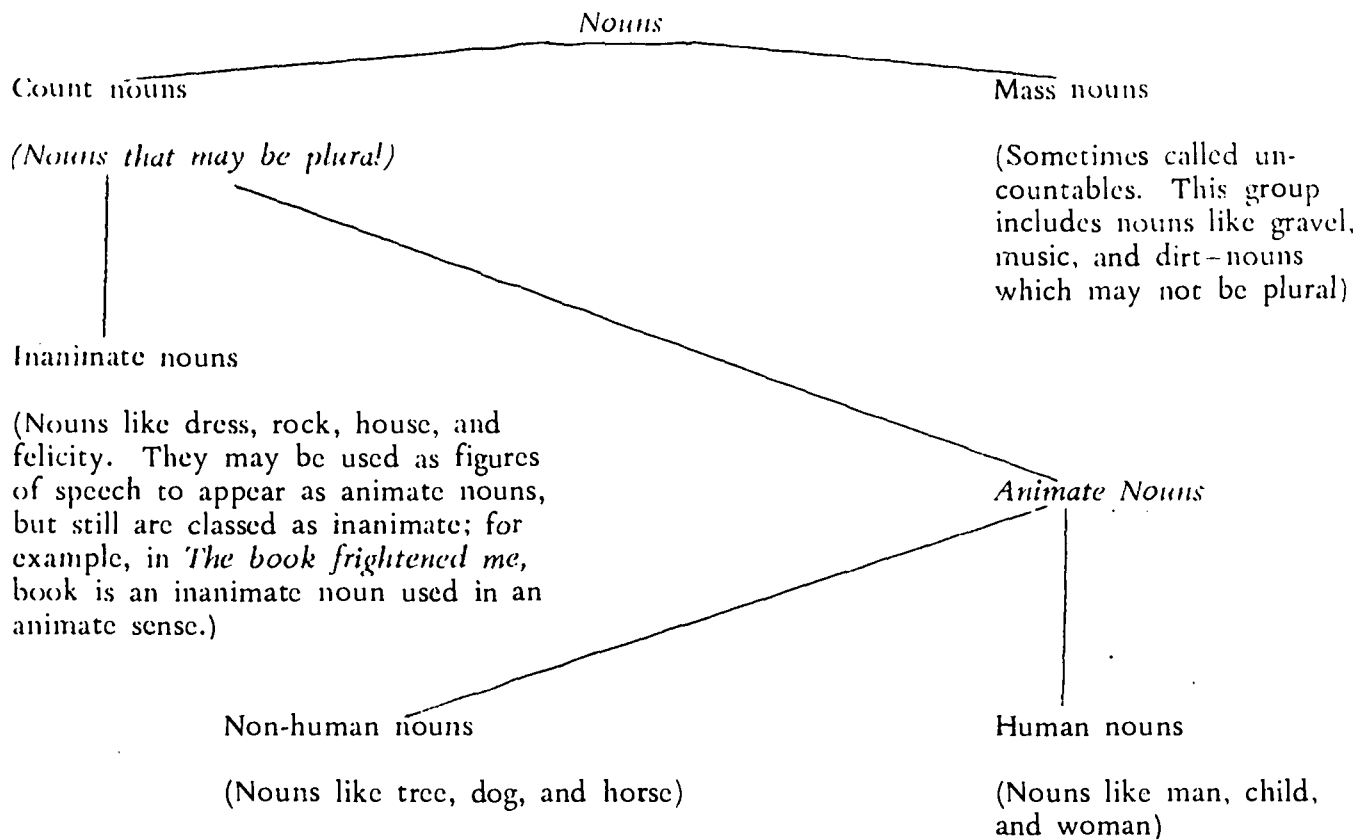 Nouns
Count nouns
Mass nouns
(Nouns that may be plural)
(Sometimes called un-
countables. This group
includes nouns like gravel,
music, and dirt–nouns
which may not be plural)
Inanimate nouns
(Nouns like dress, rock, house, and
felicity. They may be used as figures
of speech to appear as animate nouns,
but still are classed as inanimate; for
example, in The book frightened me,
book is an inanimate noun used in an
animate sense.)
Animate Nouns
Non-human nouns
(Nouns like tree, dog, and horse)
Human nouns
(Nouns like man, child,
and woman)